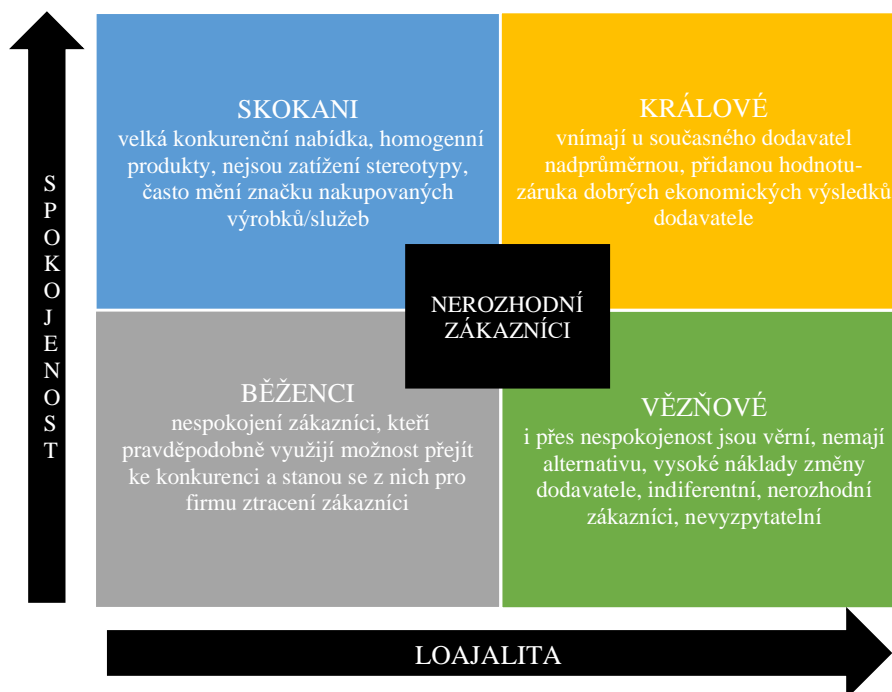 SPOKOJENOST
SKOKANI
velká konkurenční nabídka, homogenní
produkty, nejsou zatížení stereotypy,
často mění značku nakupovaných
výrobků/služeb
KRÁLOVÉ
vnímají u současného dodavatel
nadprůměrnou, přidanou hodnotu-
záruka dobrých ekonomických výsledků
dodavatele
NEROZHODNÍ
ZÁKAZNÍCI
BĚŽENCI
nespokojení zákazníci, kteří
pravděpodobně využijí možnost přejít
ke konkurenci a stanou se z nich pro
firmu ztracení zákazníci
VĚZŇOVÉ
i přes nespokojenost jsou věrní, nemají
alternativu, vysoké náklady změny
dodavatele, indiferentní, nerozhodní
zákazníci, nevyzpytatelní
LOAJALITA